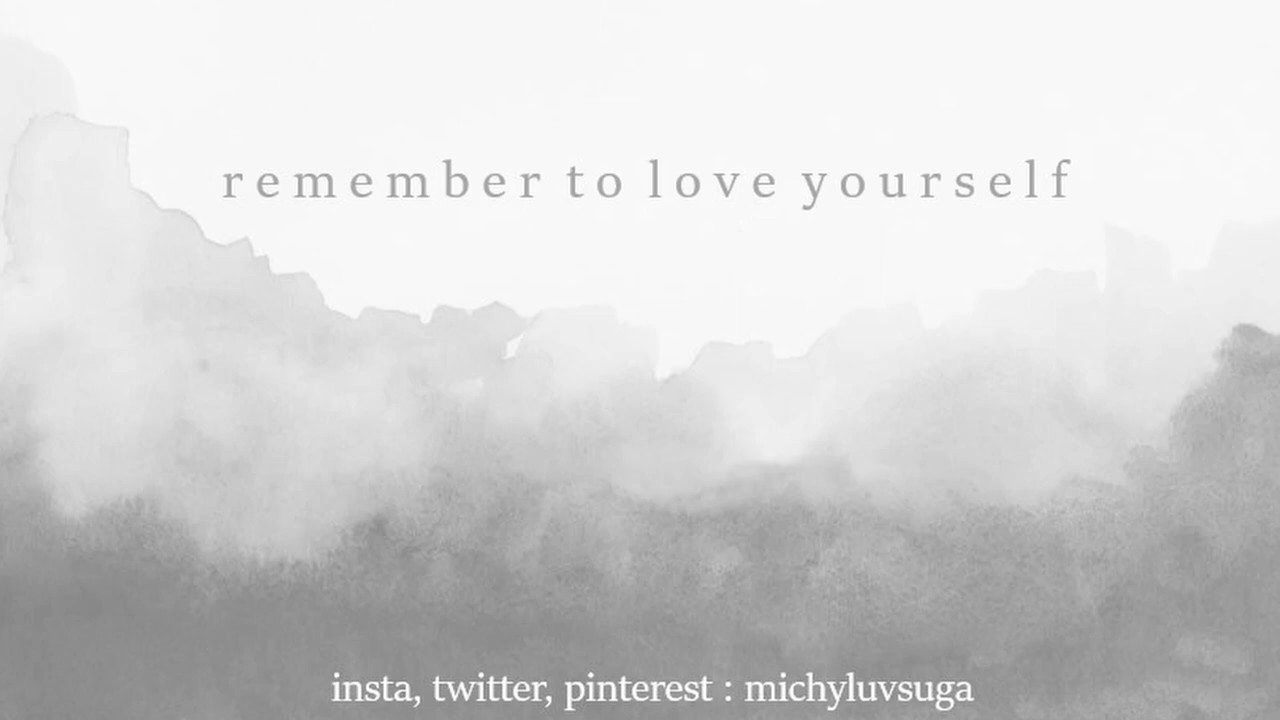 remember to love yourself
insta, twitter, pinterest : michyluvsuga